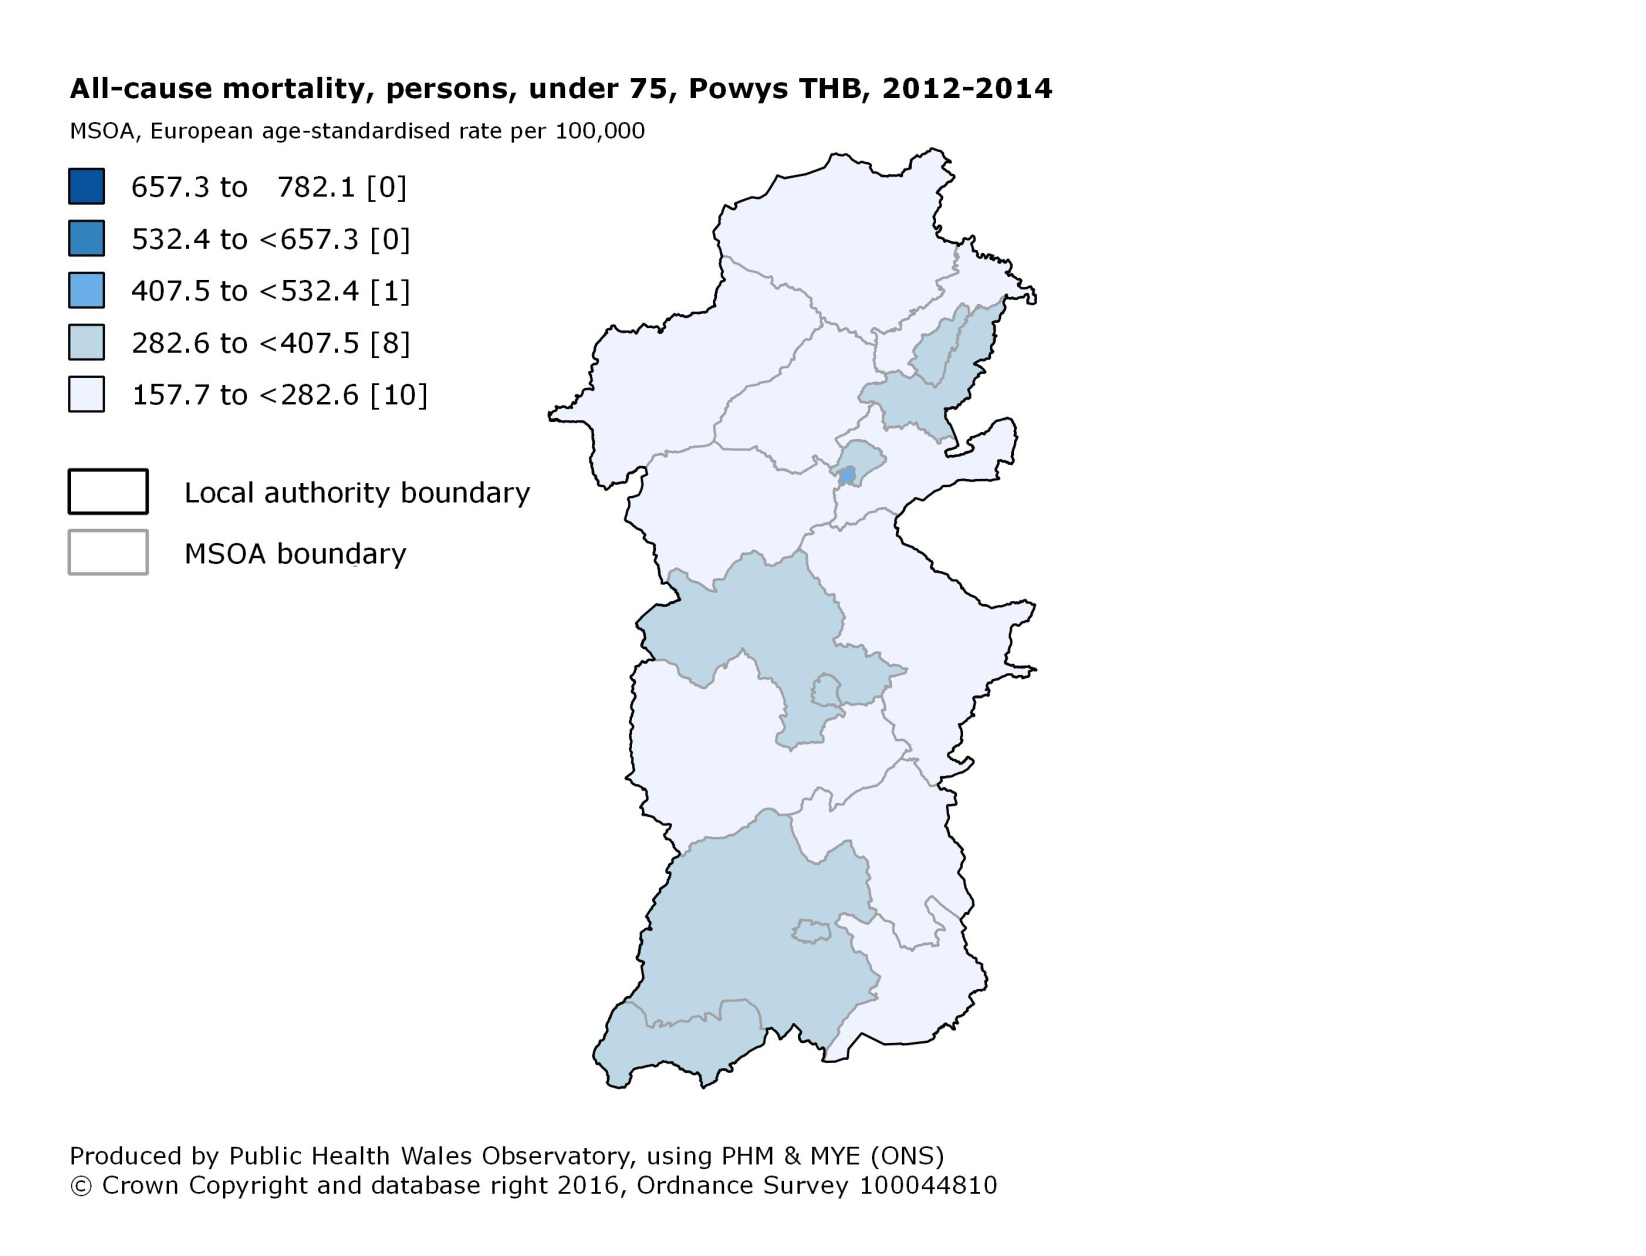 All-cause mortality, persons, under 75, Powys THB, 2012-2014
MSOA, European age-standardised rate per 100,000
657.3 to 782.1 [0]
532.4 to <657.3 [0]
407.5 to <532.4 [1]
282.6 to <407.5 [8]
157.7 to <282.6 [10]
Local authority boundary
MSOA boundary
Produced by Public Health Wales Observatory, using PHM & MYE (ONS)
© Crown Copyright and database right 2016, Ordnance Survey 100044810